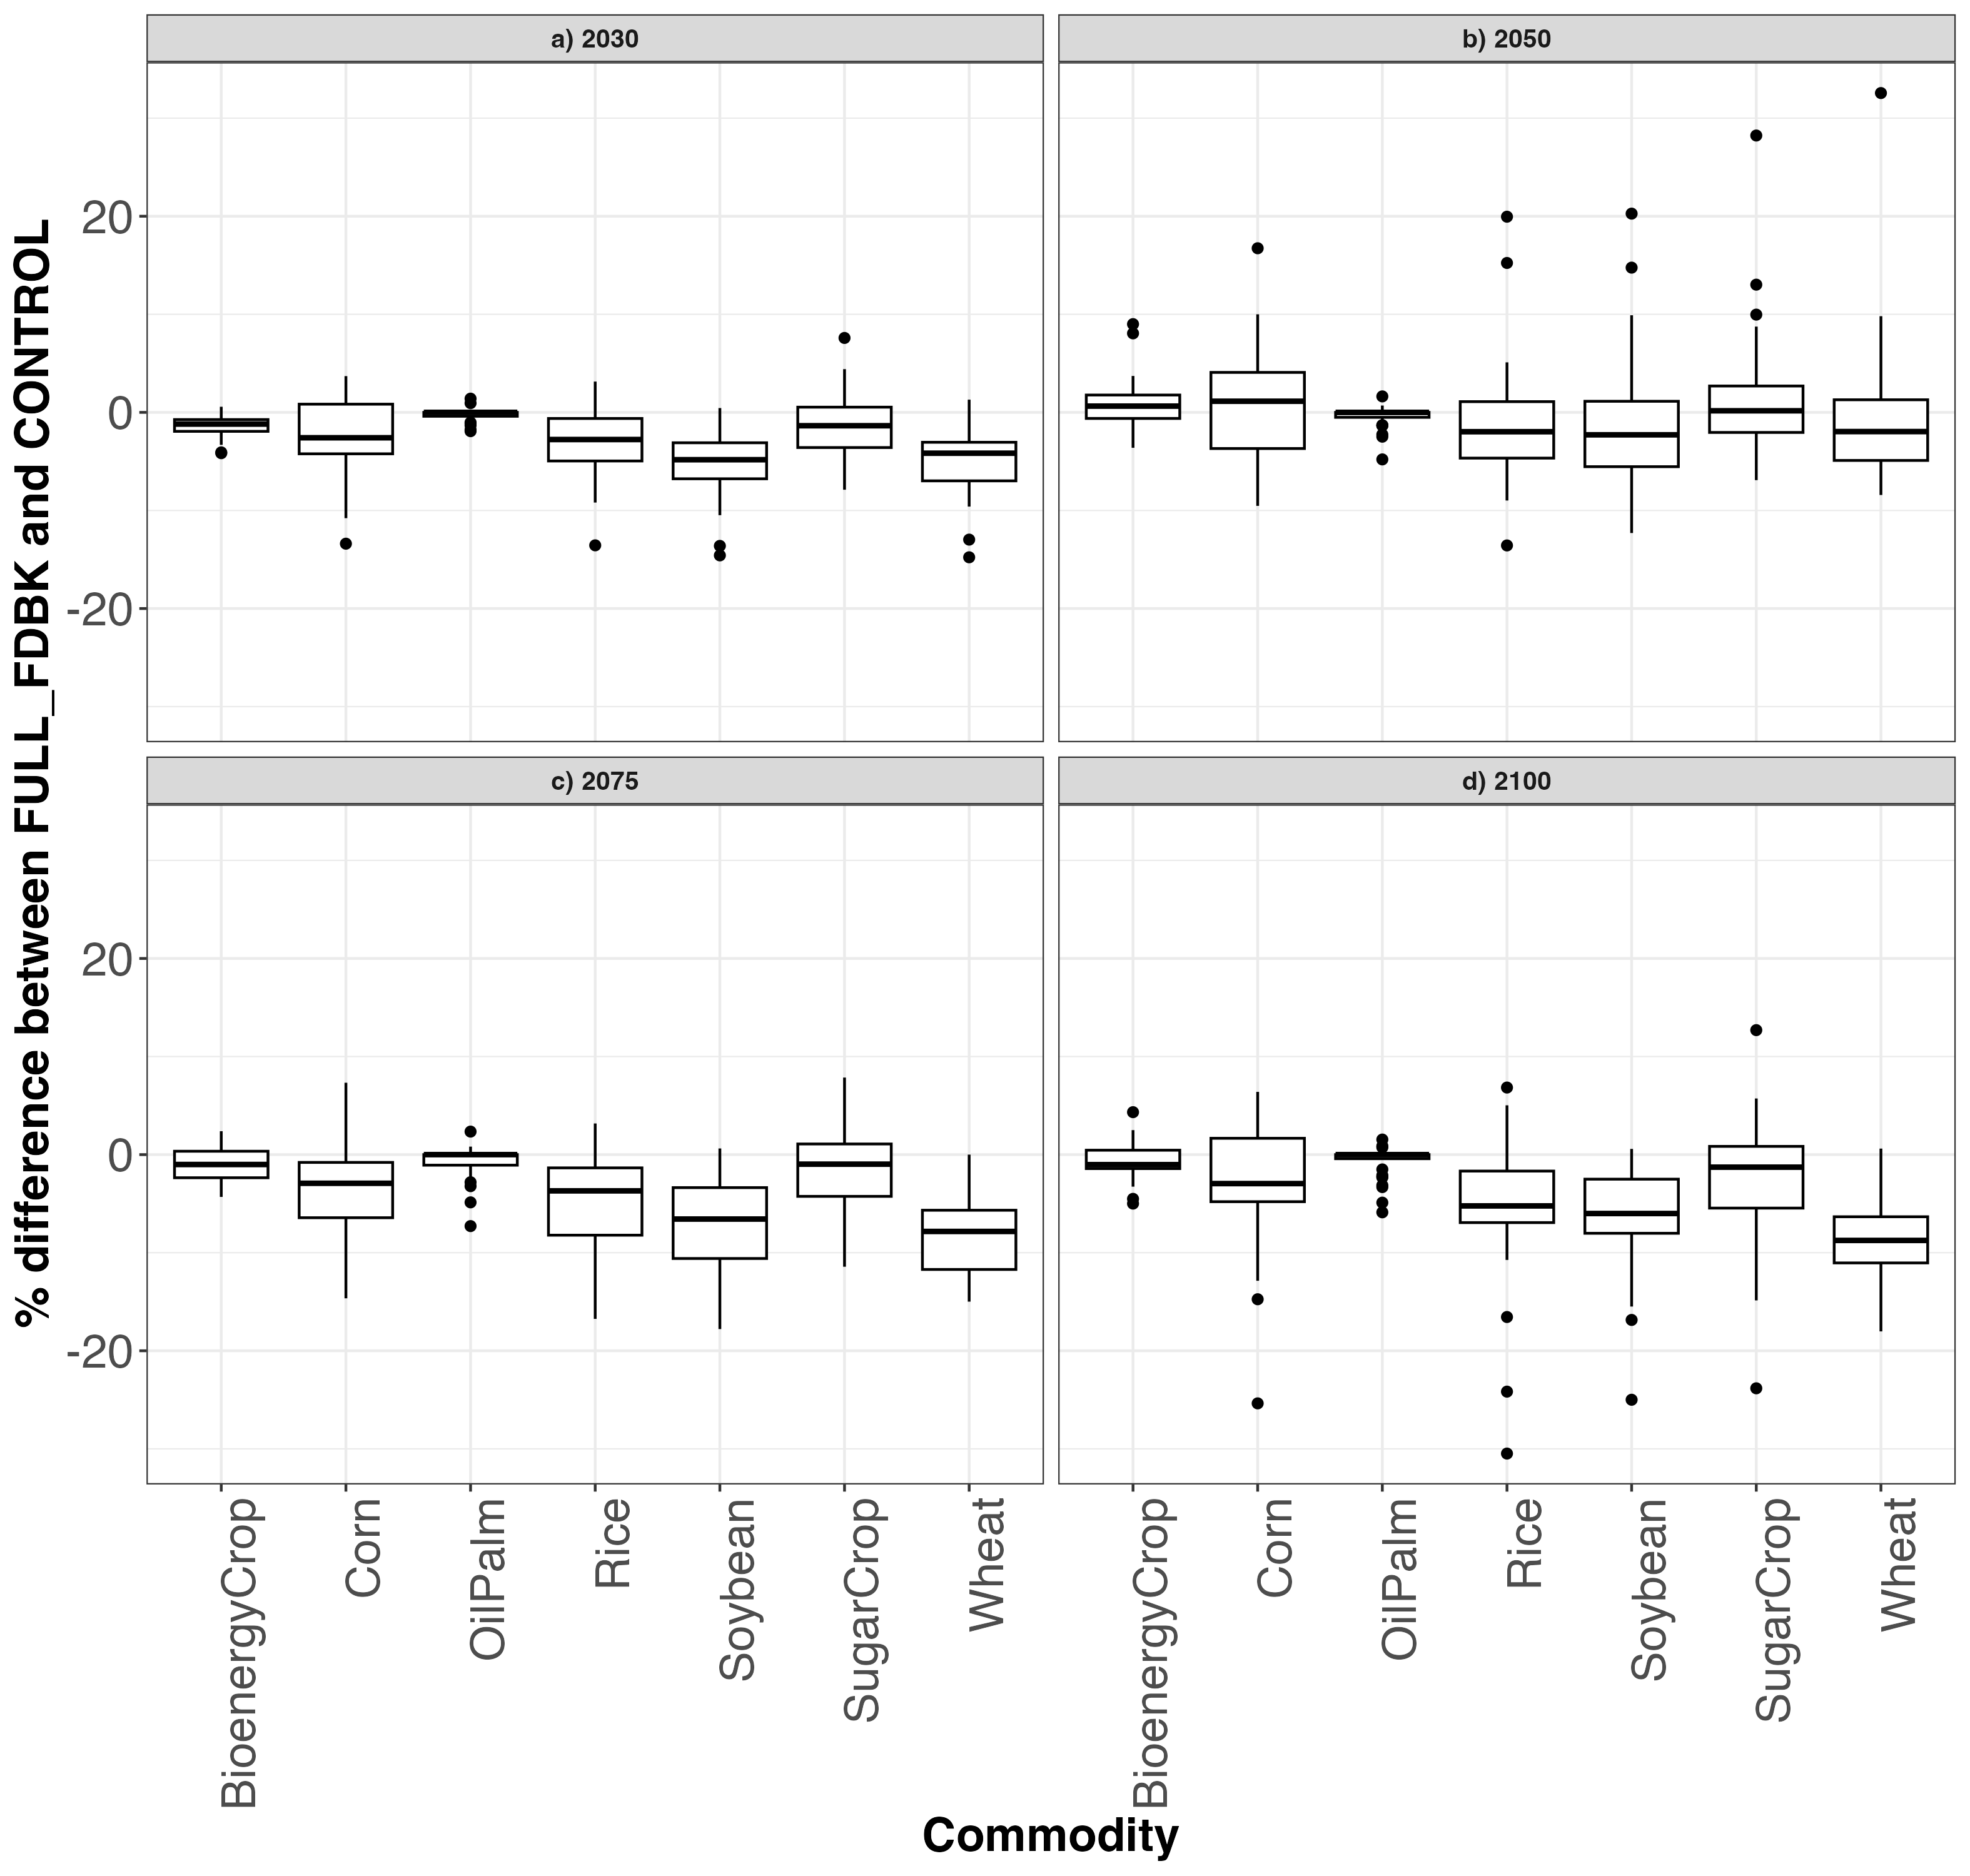 a) 2030
b) 2050
% difference between FULL_FDBK and CONTROL
20
0
-20
c) 2075
d) 2100
20
0
-20
BioenergyCrop
Corn
OilPalm
Rice
Soybean
SugarCrop
Wheat
BioenergyCrop
Corn
OilPalm
Rice
Soybean
SugarCrop
Wheat
Commodity